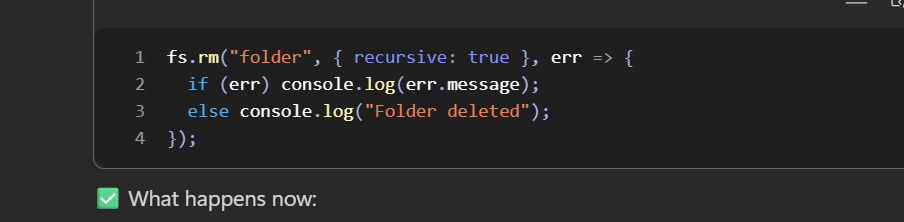 1 fs.rm("folder", { recursive: true }, err => {
2   if (err) console.log(err.message);
3   else console.log("Folder deleted");
4 });
✅ What happens now: